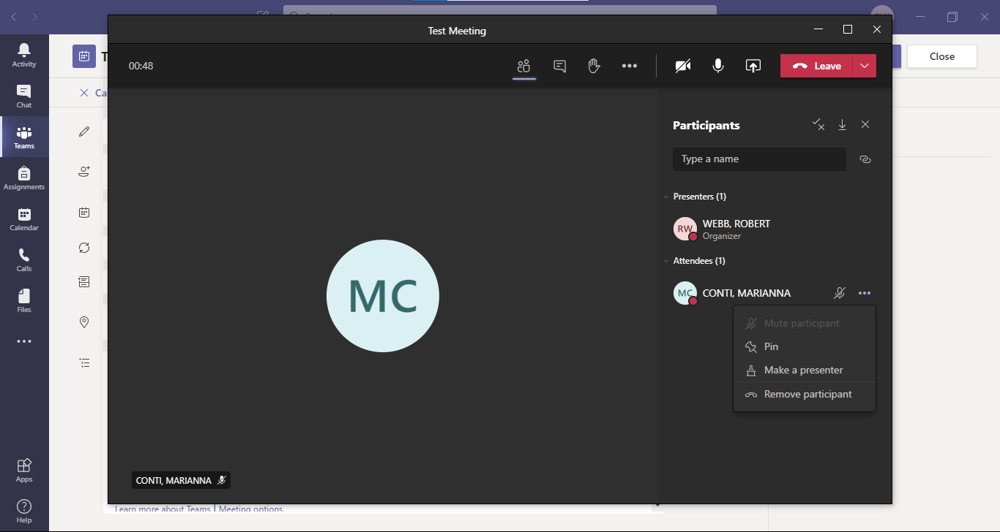 Test Meeting
Activity
Chat
Teams
Assignments
Calendar
Calls
Files
Apps
Help
T
Close
Ca
00:48
Leave
MC
CONTI, MARIANNA
Participants
Type a name
Presenters (1)
RW
WEBB, ROBERT
Organizer
Attendees (1)
MC
CONTI, MARIANNA
Mute participant
Pin
Make a presenter
Remove participant
Learn more about Teams | Meeting options